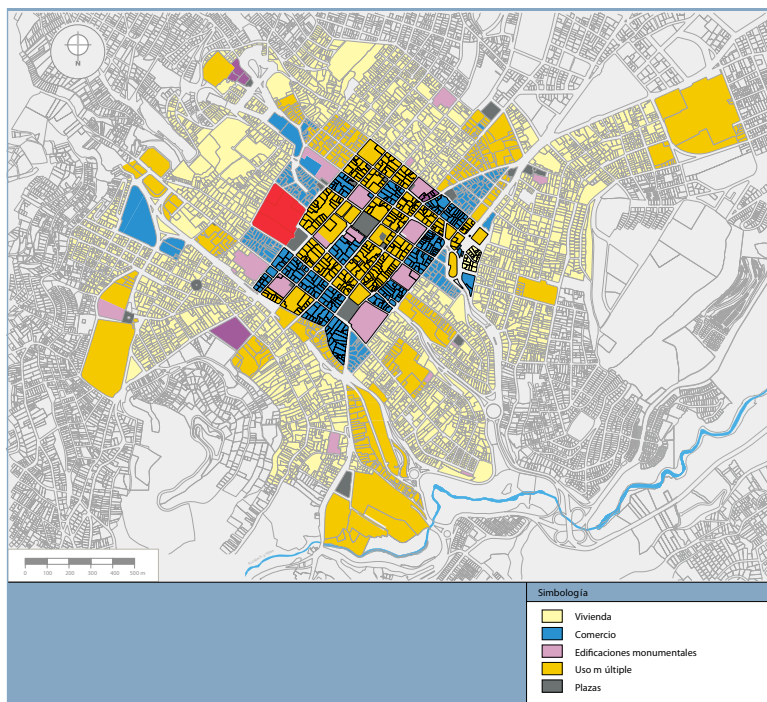 N
0 100 200 300 400 500 m
Simbología
Vivienda
Comercio
Edificaciones monumentales
Uso m últiple
Plazas